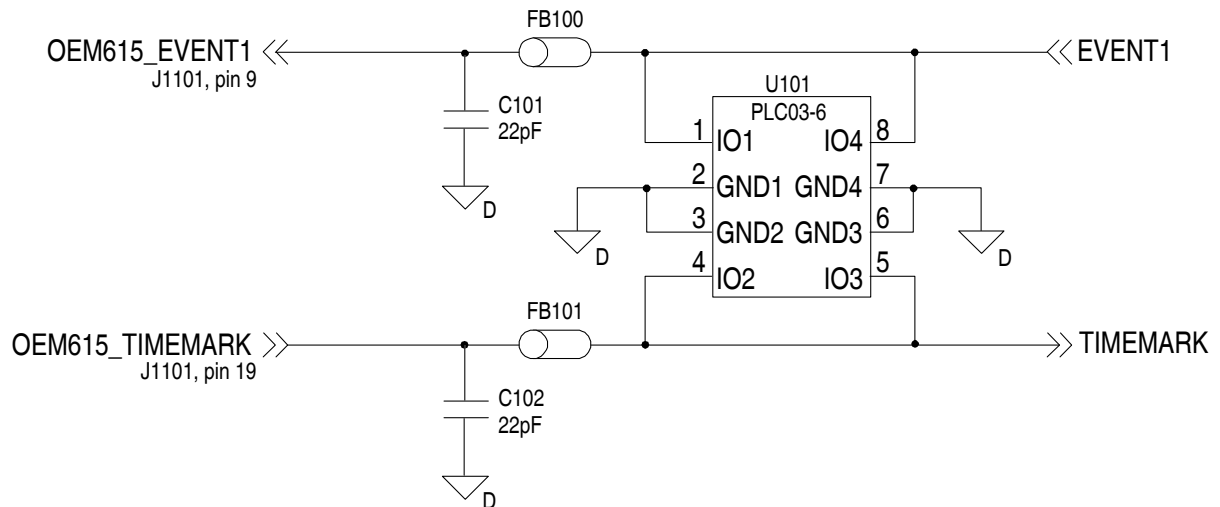 FB100
OEM615_EVENT1
J1101, pin 9
EVENT1
U101
PLC03-6
C101
22pF
1 IO1 IO4 8
2 GND1 GND4 7
3 GND2 GND3 6
4 IO2 IO3 5
D
D
D
FB101
OEM615_TIMEMARK
J1101, pin 19
TIMEMARK
C102
22pF
D